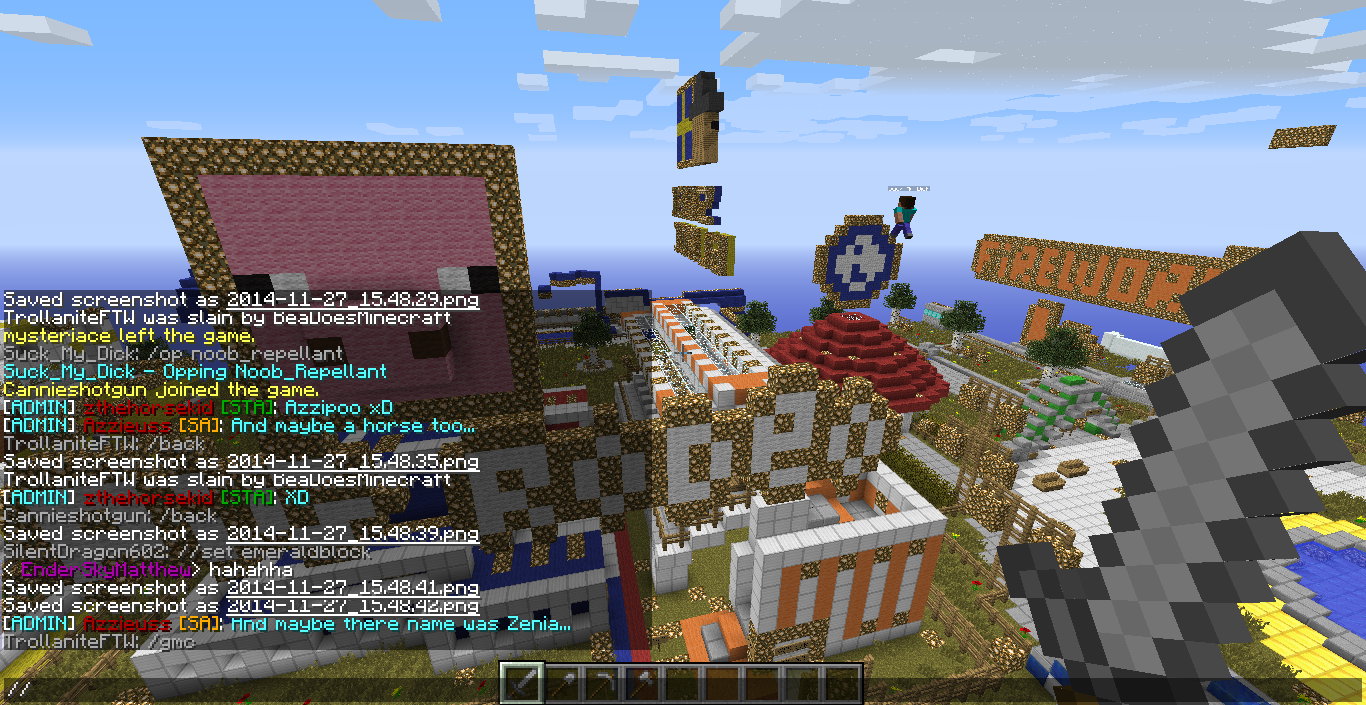 FIREWOR
Saved screenshot as 2014-11-27_15.48.29.png
TrollaniteFTW was slain by BeaDoesMinecraft
mysteriace left the game.
Suck_My_Dick: /op noob_repellant
Suck_My_Dick - Opping Noob_Repellant
Cannieshotgun joined the game.
[ADMIN] zthehorsekid [STA]: Azzipoo xD
[ADMIN] Azzieuss [SA]: And maybe a horse too...
TrollaniteFTW: /back
Saved screenshot as 2014-11-27_15.48.35.png
TrollaniteFTW was slain by BeaDoesMinecraft
[ADMIN] zthehorsekid [STA]: XD
Cannieshotgun: /back
Saved screenshot as 2014-11-27_15.48.39.png
SilentDragon602: //set emeraldblock
< EnderSkyMatthew> hahahha
Saved screenshot as 2014-11-27_15.48.41.png
Saved screenshot as 2014-11-27_15.48.42.png
[ADMIN] Azzieuss [SA]: And maybe there name was Zenia...
TrollaniteFTW: /gmc
//